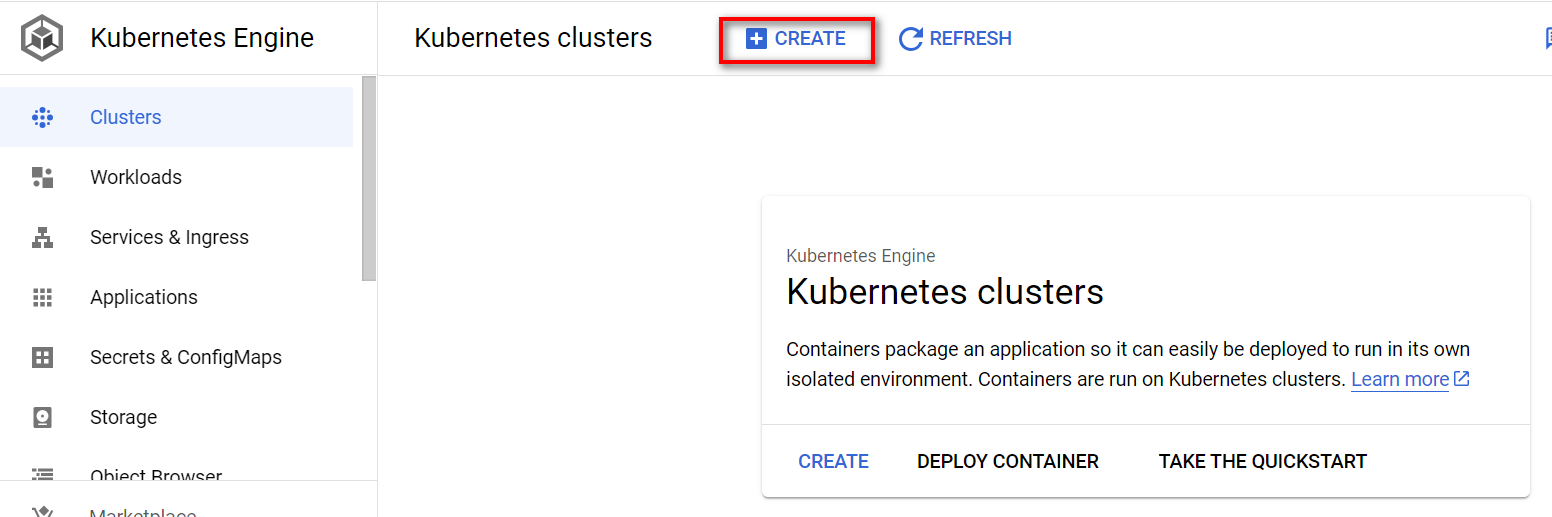 Kubernetes Engine
Kubernetes clusters
CREATE
REFRESH
Clusters
Workloads
Services & Ingress
Applications
Secrets & ConfigMaps
Storage
Object Browser
Marketplace
Kubernetes Engine
Kubernetes clusters
Containers package an application so it can easily be deployed to run in its own
isolated environment. Containers are run on Kubernetes clusters. Learn more
CREATE
DEPLOY CONTAINER
TAKE THE QUICKSTART